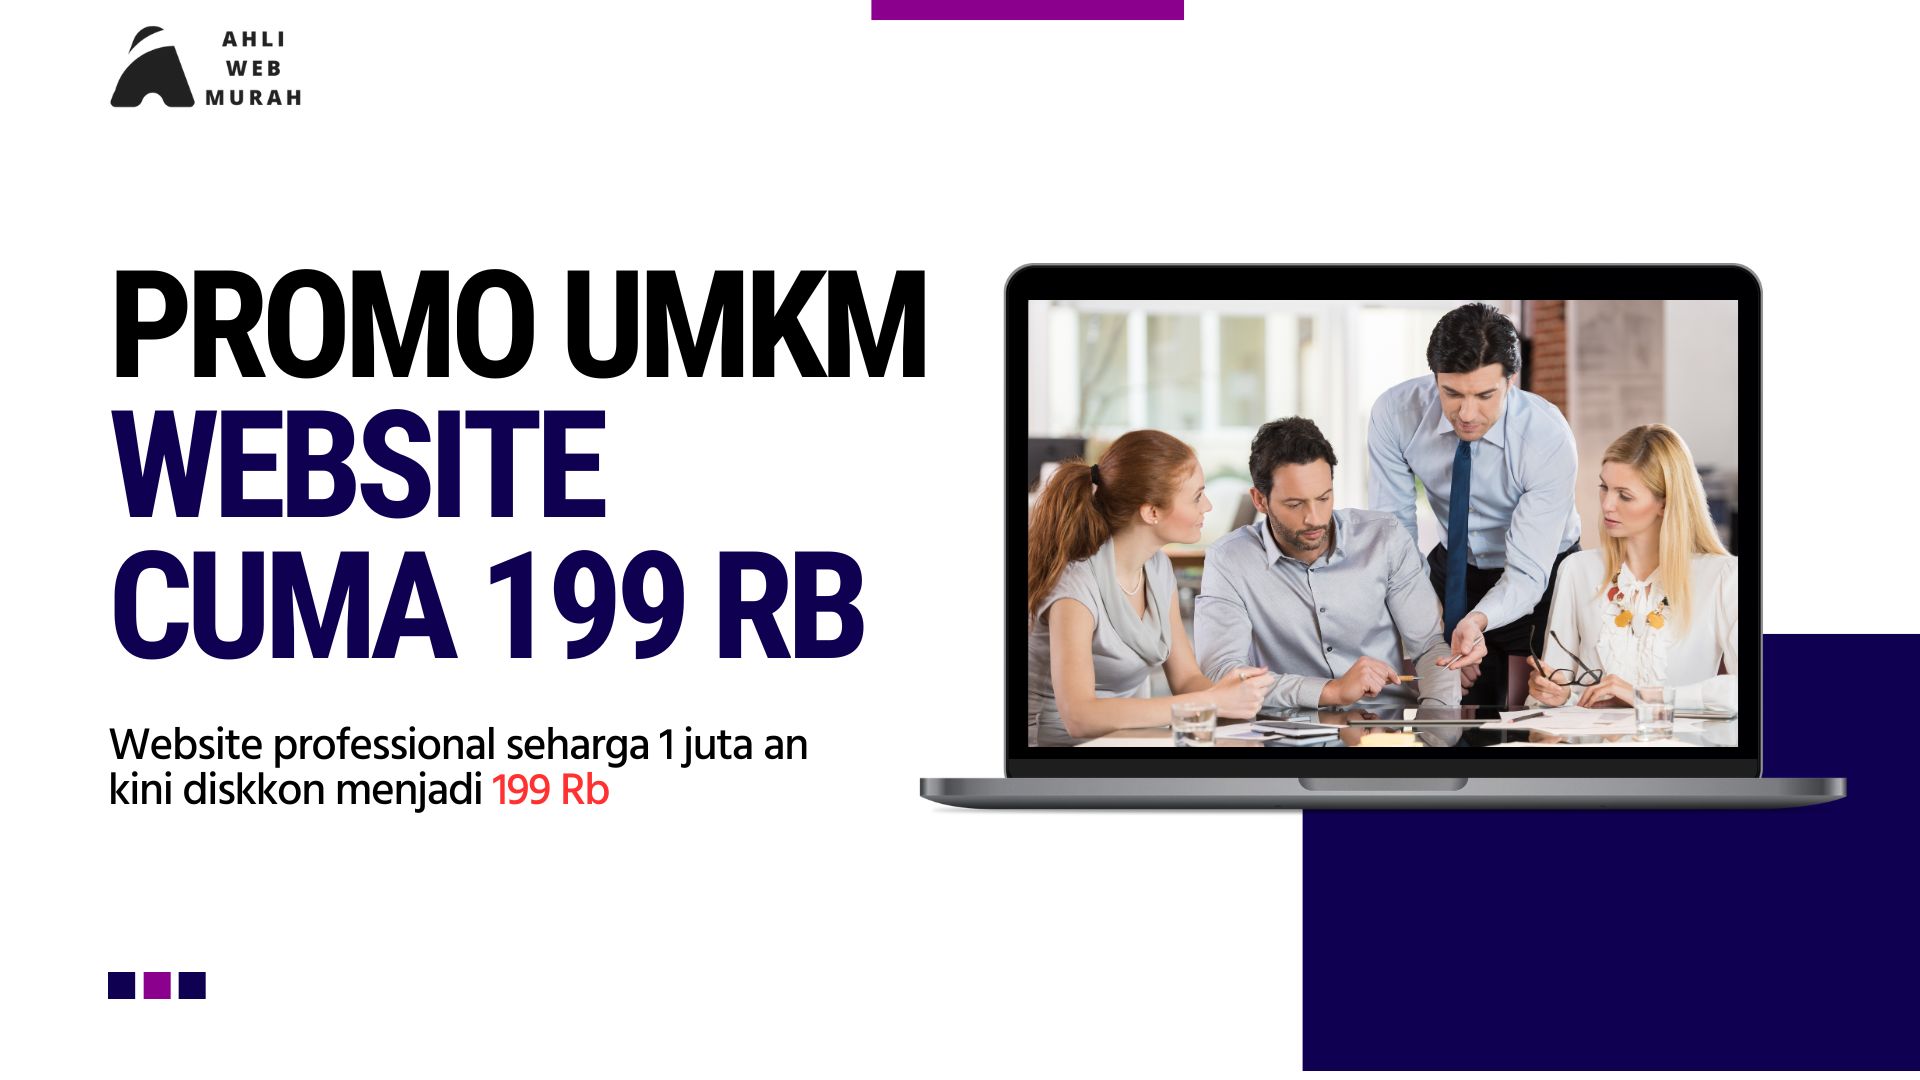 AHLI
WEB
MURAH
PROMO UMKM
WEBSITE
CUMA 199 RB
Website professional seharga 1 juta an
kini diskkon menjadi 199 Rb